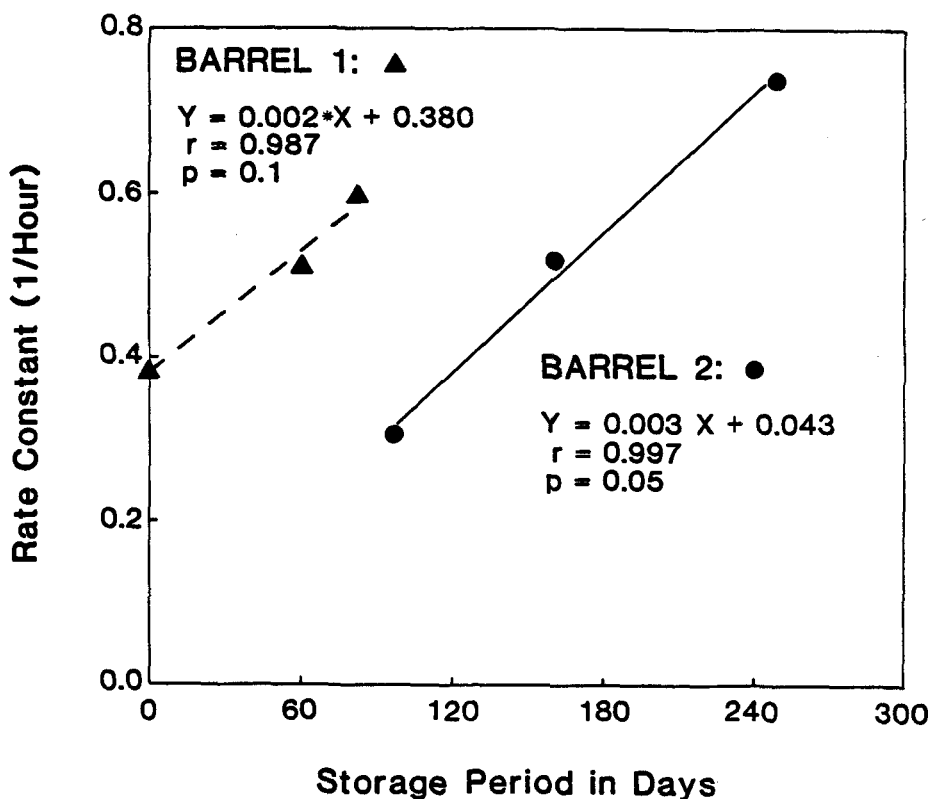 0.8
BARREL 1: ▲
Y = 0.002*X + 0.380
r = 0.987
p = 0.1
0.6
Rate Constant (1/Hour)
0.4
BARREL 2: ●
Y = 0.003 X + 0.043
r = 0.997
p = 0.05
0.2
0.0
0 60 120 180 240 300
Storage Period in Days